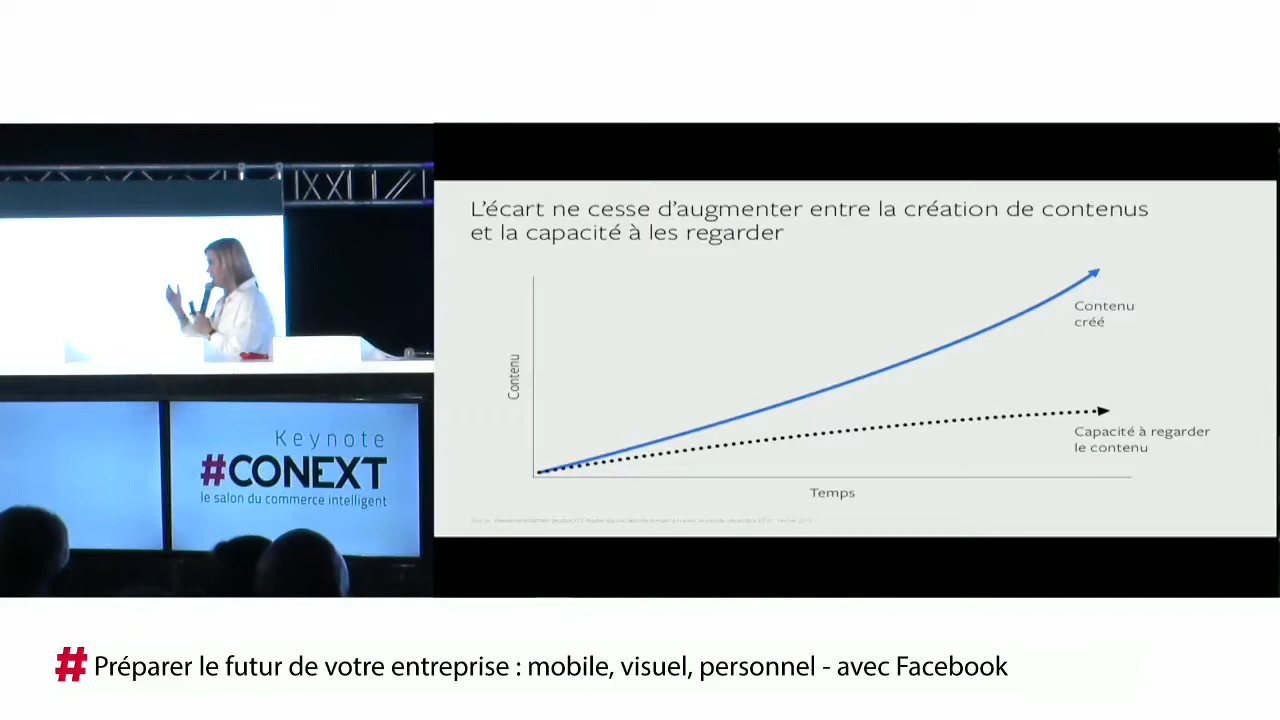 L'écart ne cesse d'augmenter entre la création de contenus
et la capacité à les regarder
Contenu
créé
Contenu
Capacité à regarder
le contenu
Temps
Keynote
#CONEXT
le salon du commerce intelligent
# Préparer le futur de votre entreprise : mobile, visuel, personnel - avec Facebook